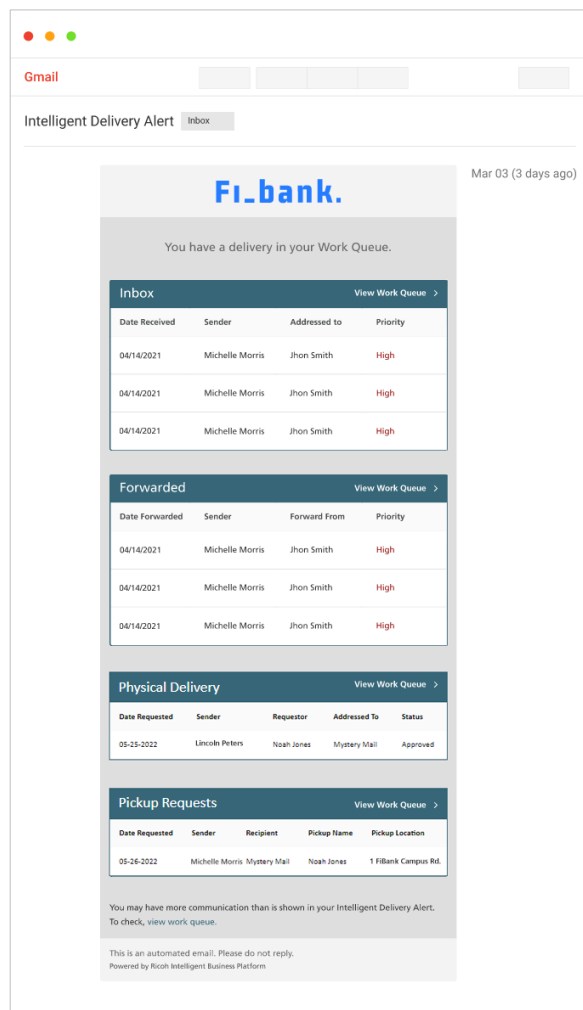 Gmail
Intelligent Delivery Alert Inbox
Mar 03 (3 days ago)
Fi_bank.
You have a delivery in your Work Queue.
Inbox View Work Queue >
Date Received Sender Addressed to Priority
04/14/2021 Michelle Morris Jhon Smith High
04/14/2021 Michelle Morris Jhon Smith High
04/14/2021 Michelle Morris Jhon Smith High
Forwarded View Work Queue >
Date Forwarded Sender Forward From Priority
04/14/2021 Michelle Morris Jhon Smith High
04/14/2021 Michelle Morris Jhon Smith High
04/14/2021 Michelle Morris Jhon Smith High
Physical Delivery View Work Queue >
Date Requested Sender Requestor Addressed To Status
05-25-2022 Lincoln Peters Noah Jones Mystery Mail Approved
Pickup Requests View Work Queue >
Date Requested Sender Recipient Pickup Name Pickup Location
05-26-2022 Michelle Morris Mystery Mail Noah Jones 1 FiBank Campus Rd.
You may have more communication than is shown in your Intelligent Delivery Alert.
To check, view work queue.
This is an automated email. Please do not reply.
Powered by Ricoh Intelligent Business Platform